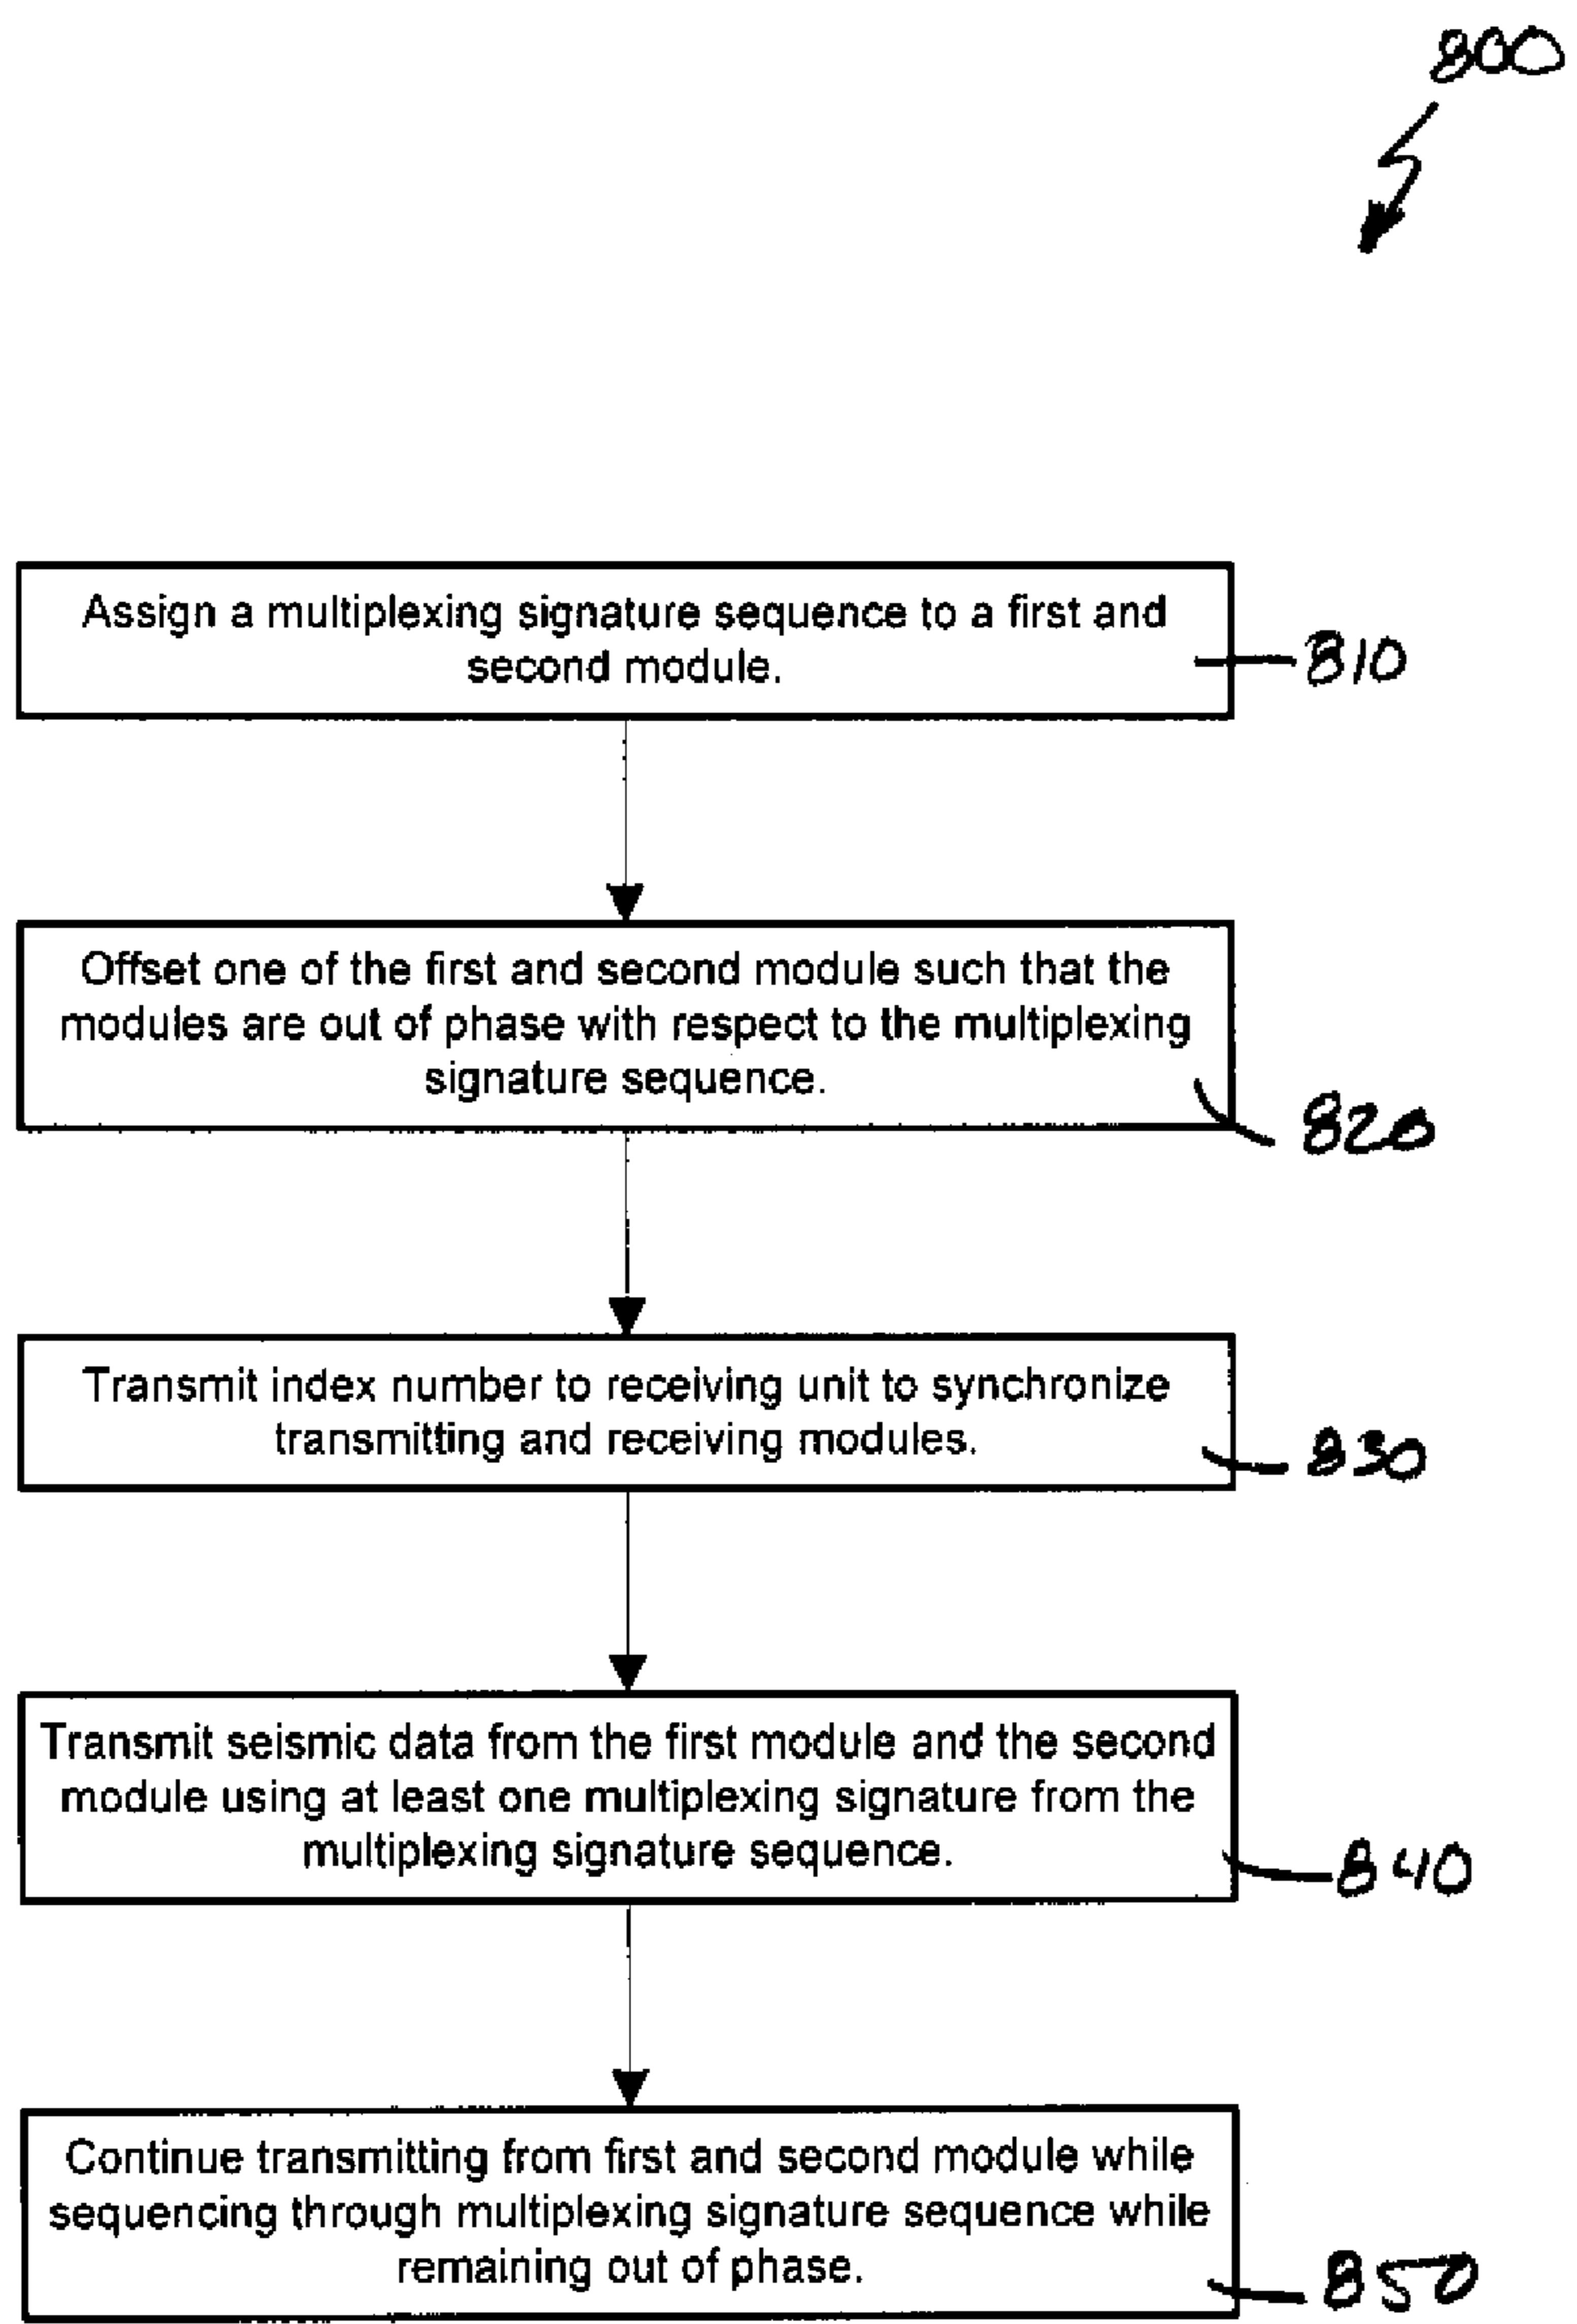 800
Assign a multiplexing signature sequence to a first and
second module.
810
Offset one of the first and second module such that the
modules are out of phase with respect to the multiplexing
signature sequence.
820
Transmit index number to receiving unit to synchronize
transmitting and receiving modules.
830
Transmit seismic data from the first module and the second
module using at least one multiplexing signature from the
multiplexing signature sequence.
840
Continue transmitting from first and second module while
sequencing through multiplexing signature sequence while
remaining out of phase.
850